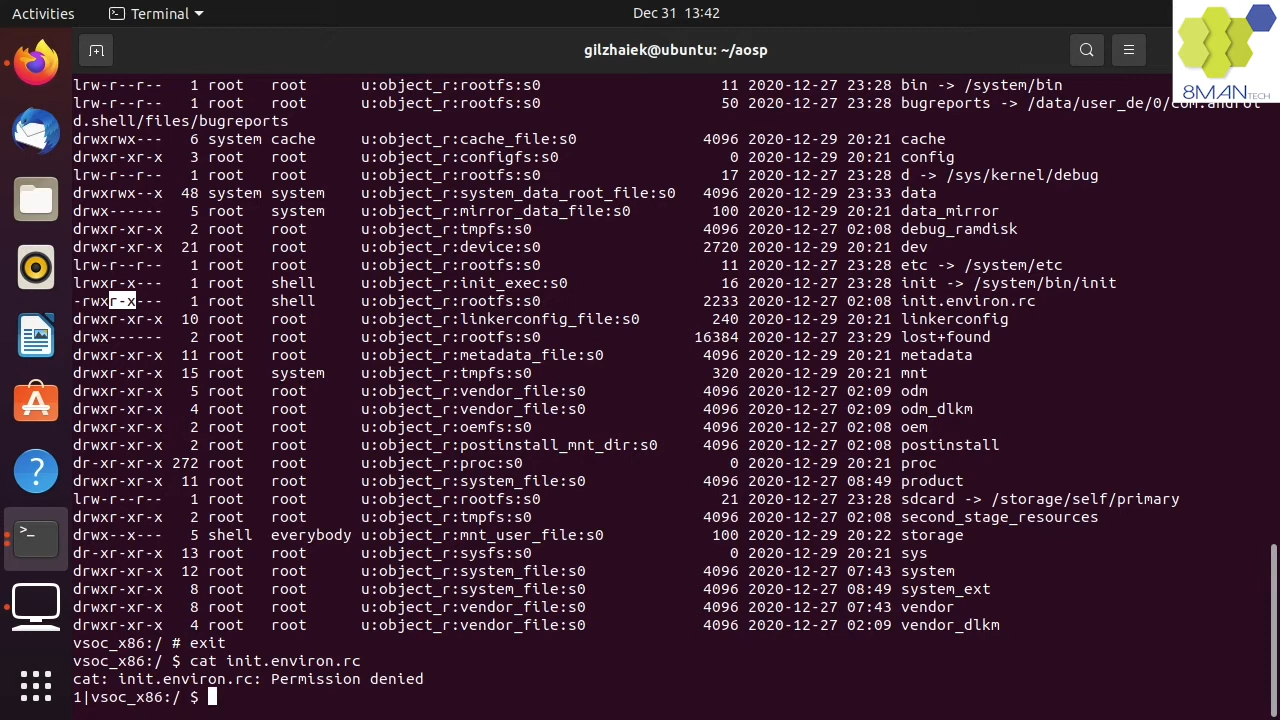 Activities Terminal Dec 31 13:42
gilzhaiek@ubuntu: ~/aosp
8MANTECH
lrw-r--r-- 1 root root u:object_r:rootfs:s0 11 2020-12-27 23:28 bin -> /system/bin
lrw-r--r-- 1 root root u:object_r:rootfs:s0 50 2020-12-27 23:28 bugreports -> /data/user_de/0/com.androi
d.shell/files/bugreports
drwxrwx--- 6 system cache u:object_r:cache_file:s0 4096 2020-12-29 20:21 cache
drwxr-xr-x 3 root root u:object_r:configfs:s0 0 2020-12-29 20:21 config
lrw-r--r-- 1 root root u:object_r:rootfs:s0 17 2020-12-27 23:28 d -> /sys/kernel/debug
drwxrwx--x 48 system system u:object_r:system_data_root_file:s0 4096 2020-12-29 23:33 data
drwx------ 5 root system u:object_r:mirror_data_file:s0 100 2020-12-29 20:21 data_mirror
drwxr-xr-x 2 root root u:object_r:tmpfs:s0 4096 2020-12-27 02:08 debug_ramdisk
drwxr-xr-x 21 root root u:object_r:device:s0 2720 2020-12-29 20:21 dev
lrw-r--r-- 1 root root u:object_r:rootfs:s0 11 2020-12-27 23:28 etc -> /system/etc
lrwxr-x--- 1 root shell u:object_r:init_exec:s0 16 2020-12-27 23:28 init -> /system/bin/init
-rwxr-x--- 1 root shell u:object_r:rootfs:s0 2233 2020-12-27 02:08 init.environ.rc
drwxr-xr-x 10 root root u:object_r:linkerconfig_file:s0 240 2020-12-29 20:21 linkerconfig
drwx------ 2 root root u:object_r:rootfs:s0 16384 2020-12-27 23:29 lost+found
drwxr-xr-x 11 root root u:object_r:metadata_file:s0 4096 2020-12-29 20:21 metadata
drwxr-xr-x 15 root system u:object_r:tmpfs:s0 320 2020-12-29 20:21 mnt
drwxr-xr-x 5 root root u:object_r:vendor_file:s0 4096 2020-12-27 02:09 odm
drwxr-xr-x 4 root root u:object_r:vendor_file:s0 4096 2020-12-27 02:09 odm_dlkm
drwxr-xr-x 2 root root u:object_r:oemfs:s0 4096 2020-12-27 02:08 oem
drwxr-xr-x 2 root root u:object_r:postinstall_mnt_dir:s0 4096 2020-12-27 02:08 postinstall
dr-xr-xr-x 272 root root u:object_r:proc:s0 0 2020-12-29 20:21 proc
drwxr-xr-x 11 root root u:object_r:system_file:s0 4096 2020-12-27 08:49 product
lrw-r--r-- 1 root root u:object_r:rootfs:s0 21 2020-12-27 23:28 sdcard -> /storage/self/primary
drwxr-xr-x 2 root root u:object_r:tmpfs:s0 4096 2020-12-27 02:08 second_stage_resources
drwx--x--- 5 shell everybody u:object_r:mnt_user_file:s0 100 2020-12-29 20:22 storage
dr-xr-xr-x 13 root root u:object_r:sysfs:s0 0 2020-12-29 20:21 sys
drwxr-xr-x 12 root root u:object_r:system_file:s0 4096 2020-12-27 07:43 system
drwxr-xr-x 8 root root u:object_r:system_file:s0 4096 2020-12-27 08:49 system_ext
drwxr-xr-x 8 root root u:object_r:vendor_file:s0 4096 2020-12-27 07:43 vendor
drwxr-xr-x 4 root root u:object_r:vendor_file:s0 4096 2020-12-27 02:09 vendor_dlkm
vsoc_x86:/ # exit
vsoc_x86:/ $ cat init.environ.rc
cat: init.environ.rc: Permission denied
1|vsoc_x86:/ $